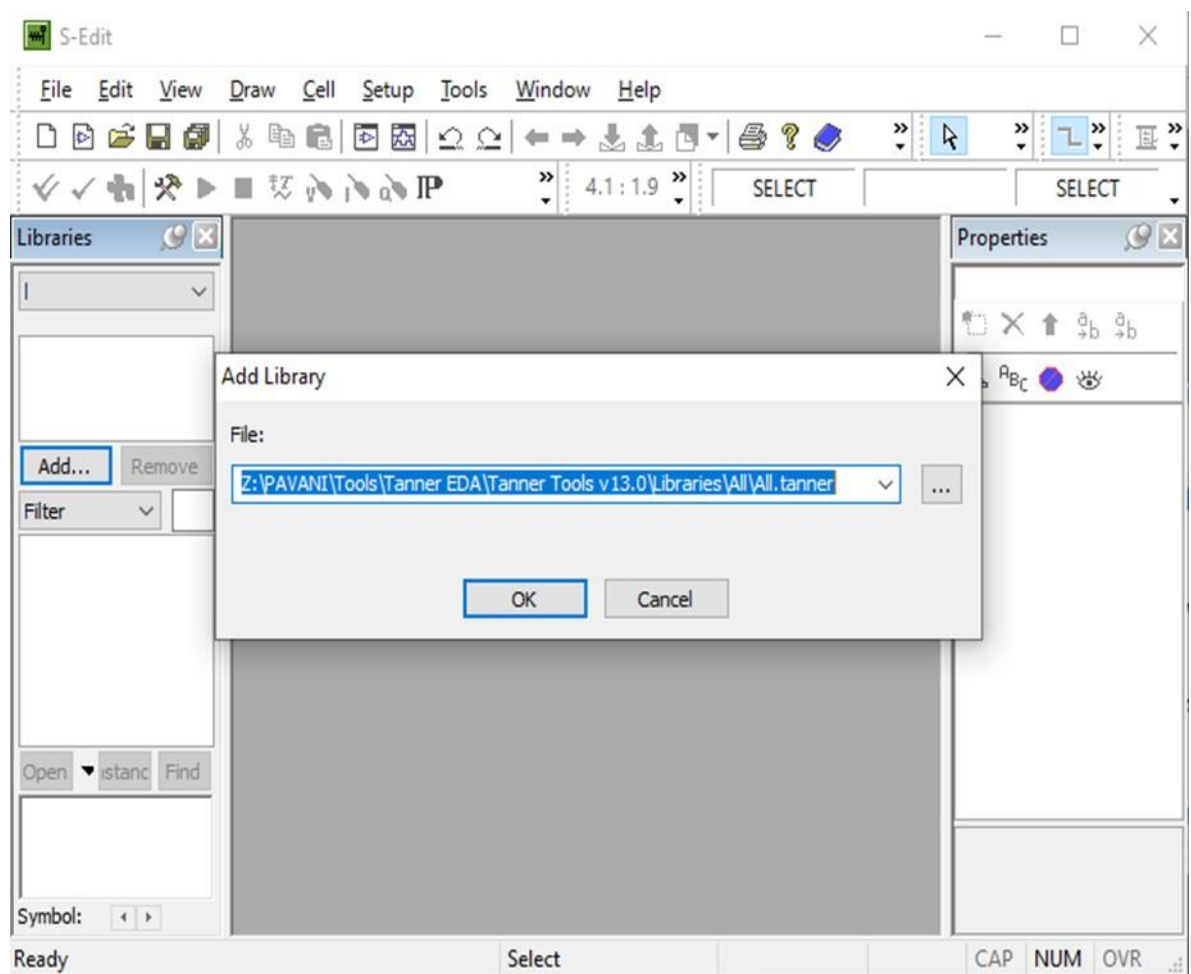 S-Edit
File Edit View Draw Cell Setup Tools Window Help
4.1 : 1.9 SELECT SELECT
Libraries
Properties
Add Library
File:
Add... Remove
Z:\PAVANI\Tools\Tanner EDA\Tanner Tools v13.0\Libraries\All\All.tanner ...
Filter
OK Cancel
Open istanc Find
Symbol:
Ready Select CAP NUM OVR